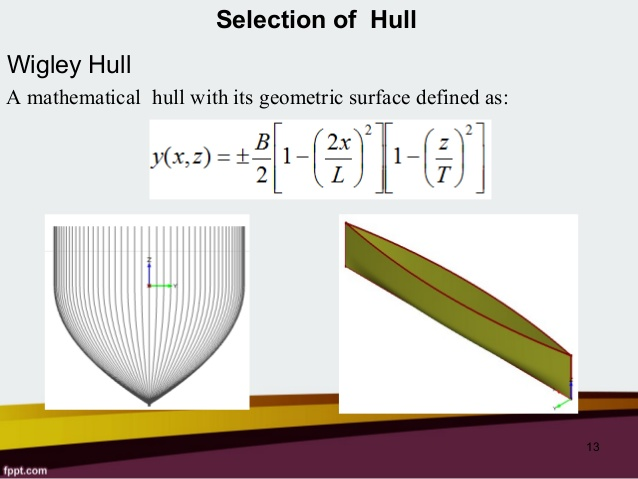 Selection of Hull
Wigley Hull
A mathematical hull with its geometric surface defined as:
y(x,z) = ± B/2 [1 − (2x/L)²][1 − (z/T)²]
Z
Y
Z
Y
13
fppt.com